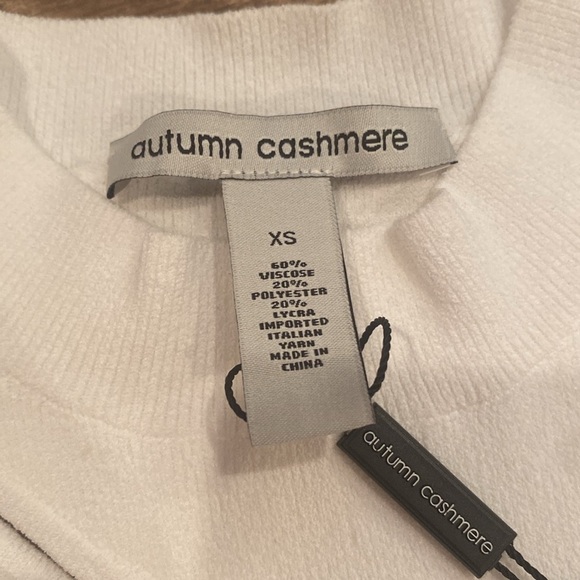 autumn cashmere
XS
60%
VISCOSE
20%
POLYESTER
20%
LYCRA
IMPORTED
ITALIAN
YARN
MADE IN
CHINA
autumn cashmere